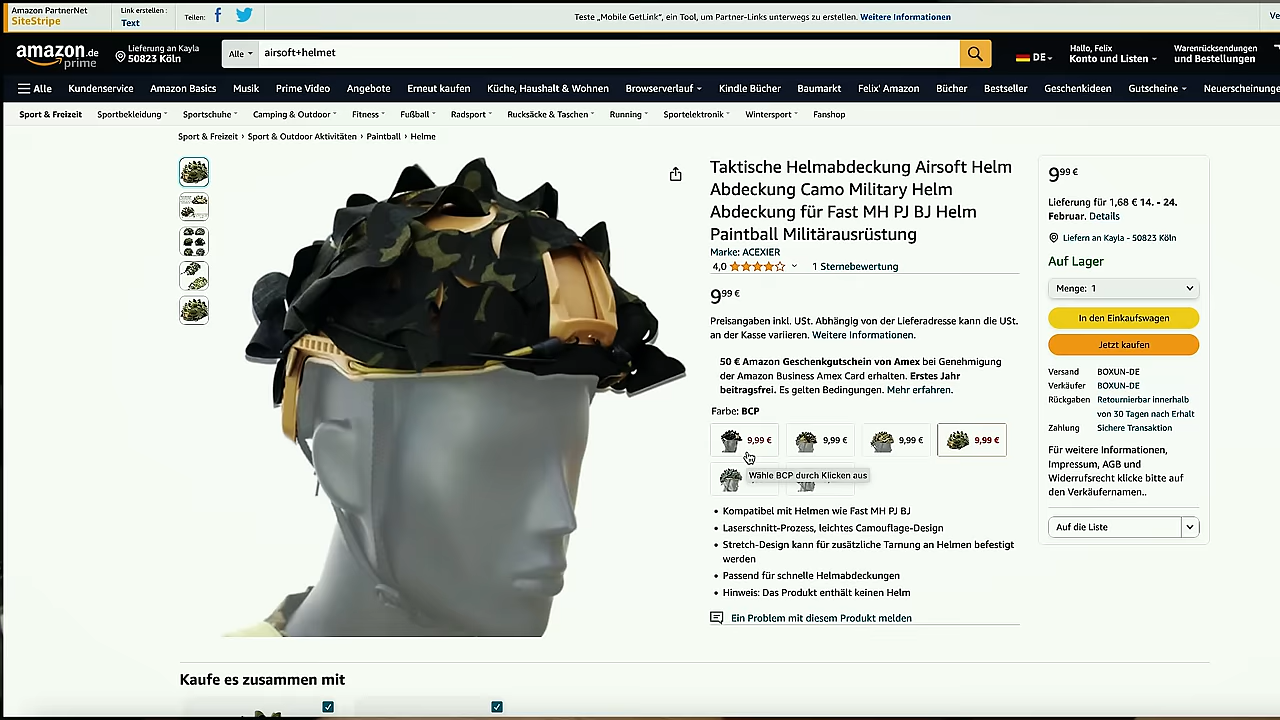 Amazon PartnerNet
SiteStripe
Link erstellen :
Text
Teilen:
Teste „Mobile GetLink“, ein Tool, um Partner-Links unterwegs zu erstellen. Weitere Informationen
amazon.de
prime
Lieferung an Kayla
50823 Köln
Alle
airsoft+helmet
DE
Hallo, Felix
Konto und Listen
Warenrücksendungen
und Bestellungen
Alle
Kundenservice
Amazon Basics
Musik
Prime Video
Angebote
Erneut kaufen
Küche, Haushalt & Wohnen
Browserverlauf
Kindle Bücher
Baumarkt
Felix' Amazon
Bücher
Bestseller
Geschenkideen
Gutscheine
Neuerscheinunge
Sport & Freizeit
Sportbekleidung
Sportschuhe
Camping & Outdoor
Fitness
Fußball
Radsport
Rucksäcke & Taschen
Running
Sportelektronik
Wintersport
Fanshop
Sport & Freizeit › Sport & Outdoor Aktivitäten › Paintball › Helme
Taktische Helmabdeckung Airsoft Helm
Abdeckung Camo Military Helm
Abdeckung für Fast MH PJ BJ Helm
Paintball Militärausrüstung
Marke: ACEXIER
4,0
1 Sternebewertung
9,99 €
Preisangaben inkl. USt. Abhängig von der Lieferadresse kann die USt.
an der Kasse variieren. Weitere Informationen.
50 € Amazon Geschenkgutschein von Amex bei Genehmigung
der Amazon Business Amex Card erhalten. Erstes Jahr
beitragsfrei. Es gelten Bedingungen. Mehr erfahren.
Farbe: BCP
9,99 €
9,99 €
9,99 €
9,99 €
Wähle BCP durch Klicken aus
• Kompatibel mit Helmen wie Fast MH PJ BJ
• Laserschnitt-Prozess, leichtes Camouflage-Design
• Stretch-Design kann für zusätzliche Tarnung an Helmen befestigt
werden
• Passend für schnelle Helmabdeckungen
• Hinweis: Das Produkt enthält keinen Helm
Ein Problem mit diesem Produkt melden
9,99 €
Lieferung für 1,68 € 14. - 24.
Februar. Details
Liefern an Kayla - 50823 Köln
Auf Lager
Menge: 1
In den Einkaufswagen
Jetzt kaufen
Versand BOXUN-DE
Verkäufer BOXUN-DE
Rückgaben Retournierbar innerhalb
von 30 Tagen nach Erhalt
Zahlung Sichere Transaktion
Für weitere Informationen,
Impressum, AGB und
Widerrufsrecht klicke bitte auf
den Verkäufernamen..
Auf die Liste
Kaufe es zusammen mit